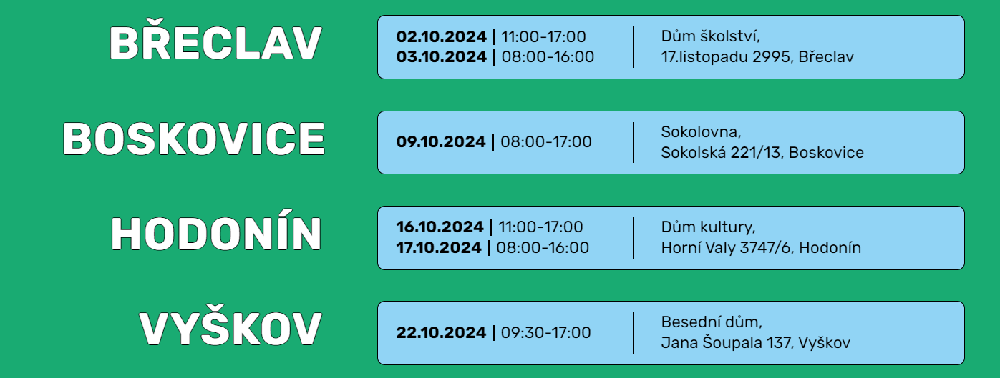 BŘECLAV
02.10.2024 | 11:00-17:00
03.10.2024 | 08:00-16:00
Dům školství,
17.listopadu 2995, Břeclav
BOSKOVICE
09.10.2024 | 08:00-17:00
Sokolovna,
Sokolská 221/13, Boskovice
HODONÍN
16.10.2024 | 11:00-17:00
17.10.2024 | 08:00-16:00
Dům kultury,
Horní Valy 3747/6, Hodonín
VYŠKOV
22.10.2024 | 09:30-17:00
Besední dům,
Jana Šoupala 137, Vyškov